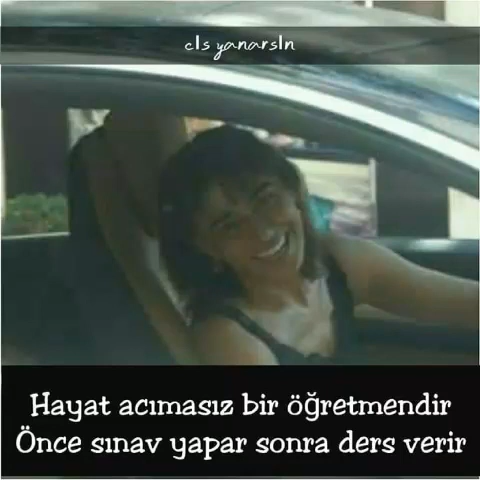 cls yanarsln
Hayat acımasız bir öğretmendir
Önce sınav yapar sonra ders verir